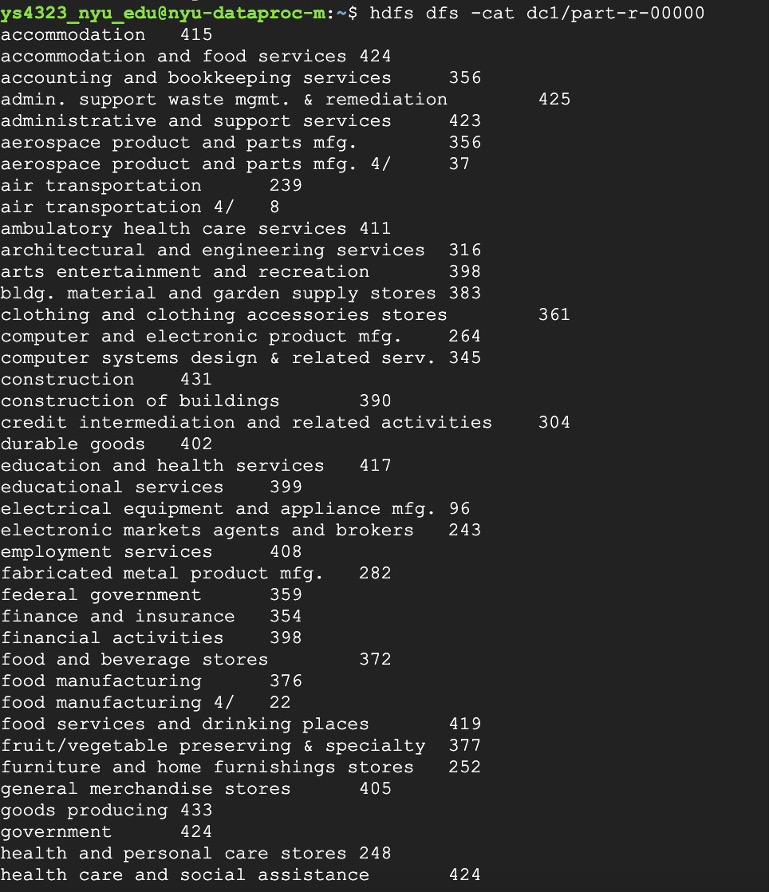 ys4323_nyu_edu@nyu-dataproc-m:~$ hdfs dfs -cat dc1/part-r-00000
accommodation 415
accommodation and food services 424
accounting and bookkeeping services 356
admin. support waste mgmt. & remediation 425
administrative and support services 423
aerospace product and parts mfg. 356
aerospace product and parts mfg. 4/ 37
air transportation 239
air transportation 4/ 8
ambulatory health care services 411
architectural and engineering services 316
arts entertainment and recreation 398
bldg. material and garden supply stores 383
clothing and clothing accessories stores 361
computer and electronic product mfg. 264
computer systems design & related serv. 345
construction 431
construction of buildings 390
credit intermediation and related activities 304
durable goods 402
education and health services 417
educational services 399
electrical equipment and appliance mfg. 96
electronic markets agents and brokers 243
employment services 408
fabricated metal product mfg. 282
federal government 359
finance and insurance 354
financial activities 398
food and beverage stores 372
food manufacturing 376
food manufacturing 4/ 22
food services and drinking places 419
fruit/vegetable preserving & specialty 377
furniture and home furnishings stores 252
general merchandise stores 405
goods producing 433
government 424
health and personal care stores 248
health care and social assistance 424